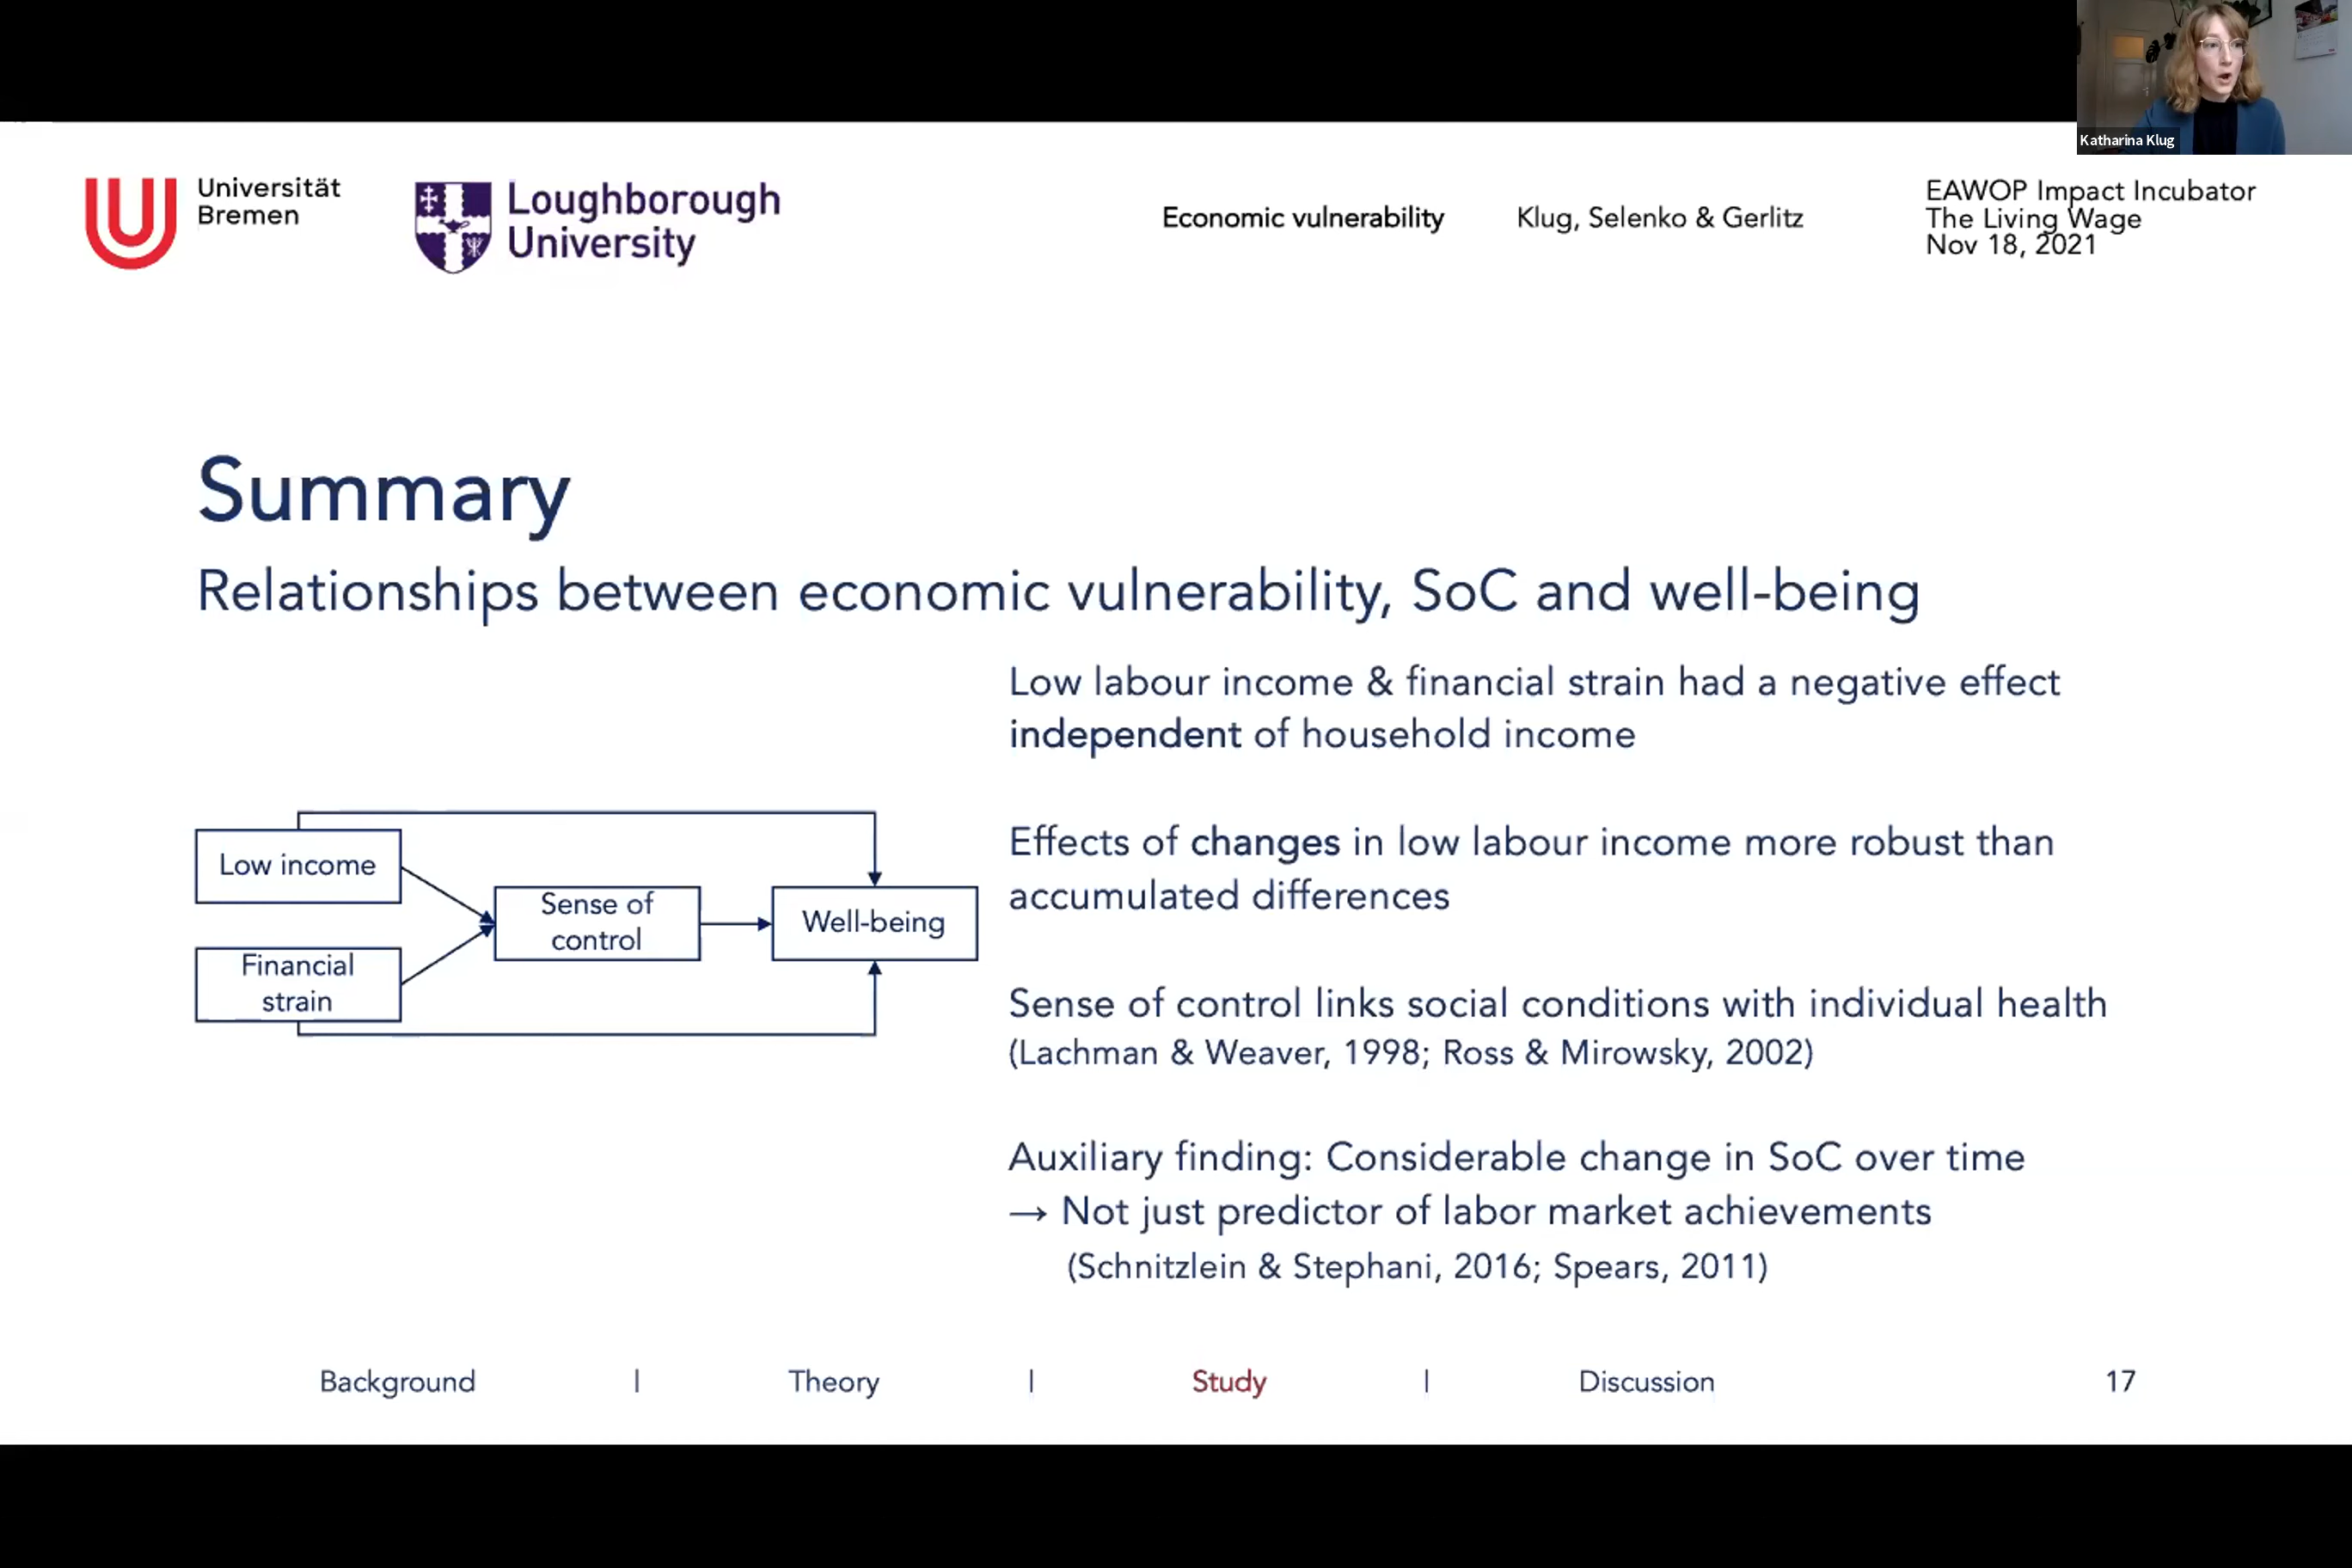 Katharina Klug
Universität
Bremen
Loughborough
University
Economic vulnerability
Klug, Selenko & Gerlitz
EAWOP Impact Incubator
The Living Wage
Nov 18, 2021
Summary
Relationships between economic vulnerability, SoC and well-being
Low income
Financial
strain
Sense of
control
Well-being
Low labour income & financial strain had a negative effect
independent of household income
Effects of changes in low labour income more robust than
accumulated differences
Sense of control links social conditions with individual health
(Lachman & Weaver, 1998; Ross & Mirowsky, 2002)
Auxiliary finding: Considerable change in SoC over time
→ Not just predictor of labor market achievements
(Schnitzlein & Stephani, 2016; Spears, 2011)
Background | Theory | Study | Discussion 17